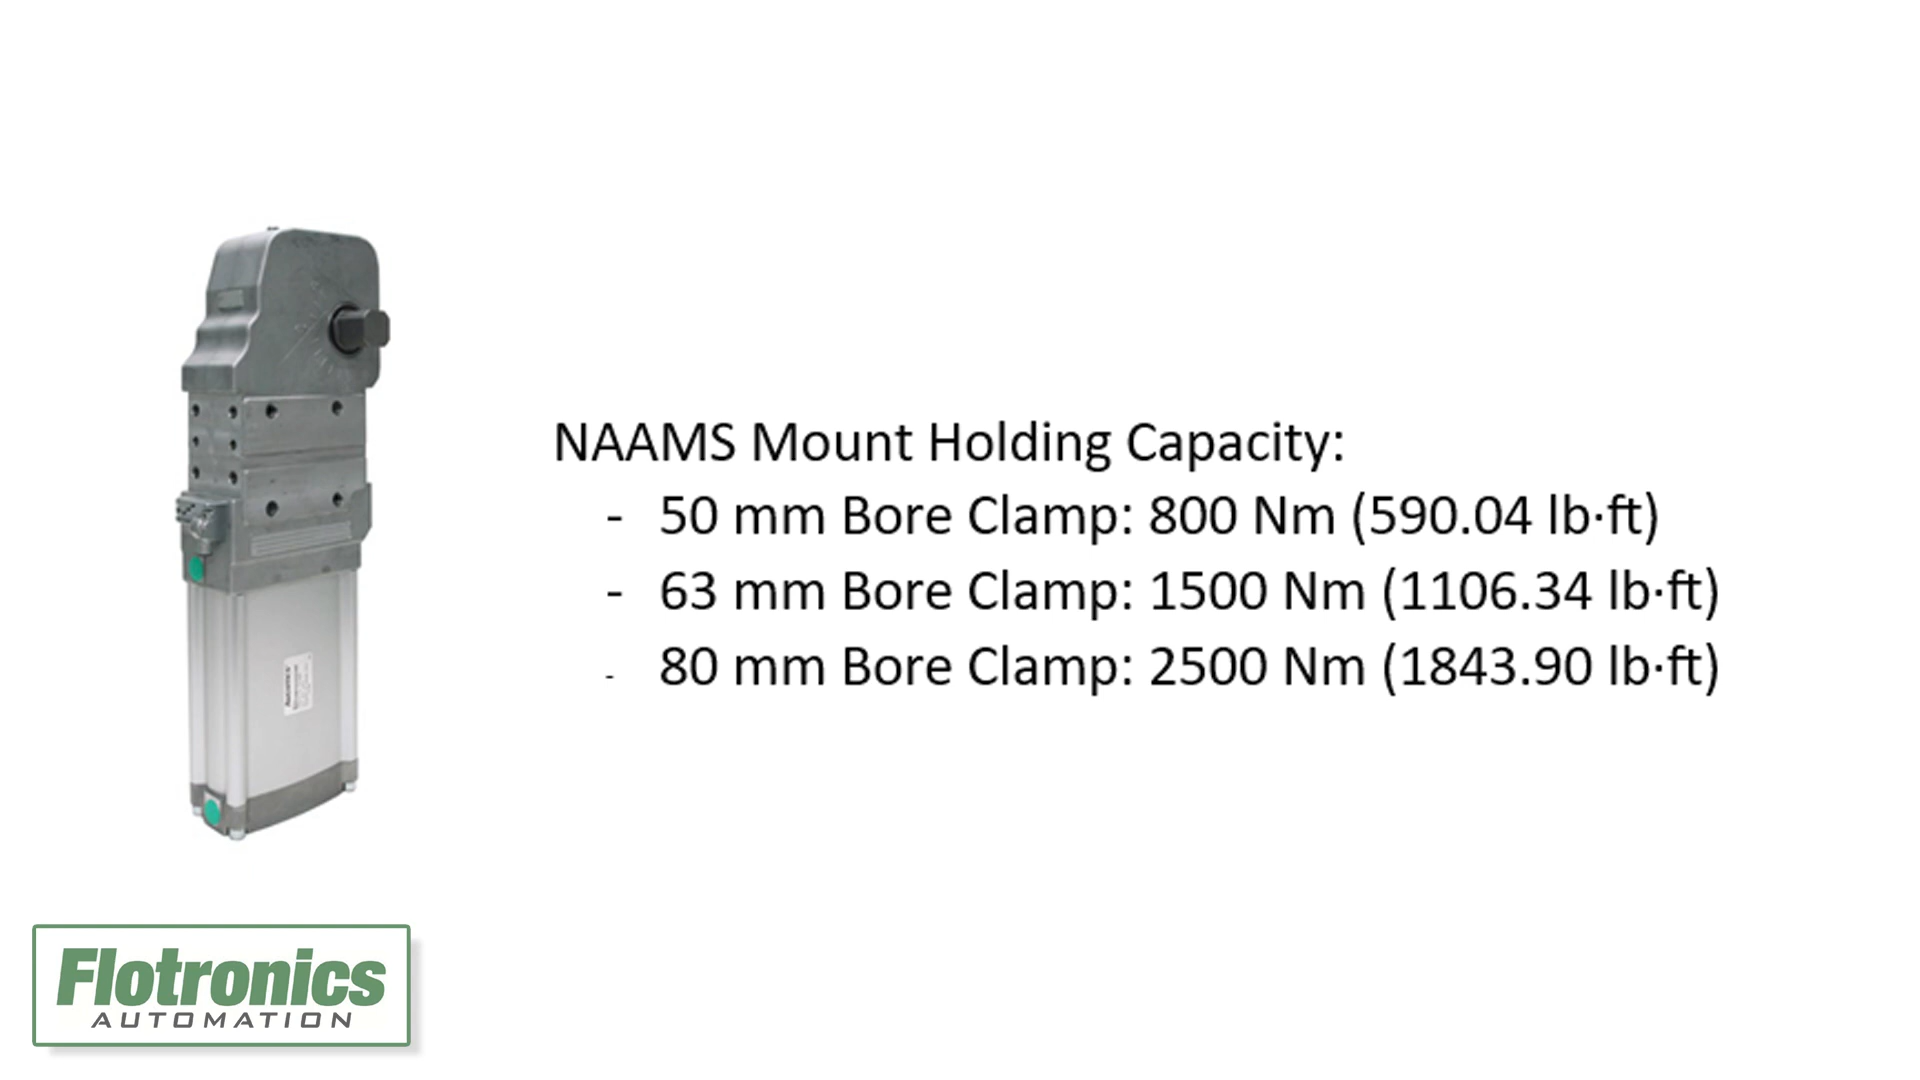 NAAMS Mount Holding Capacity:
- 50 mm Bore Clamp: 800 Nm (590.04 lb·ft)
- 63 mm Bore Clamp: 1500 Nm (1106.34 lb·ft)
- 80 mm Bore Clamp: 2500 Nm (1843.90 lb·ft)
Flotronics
AUTOMATION